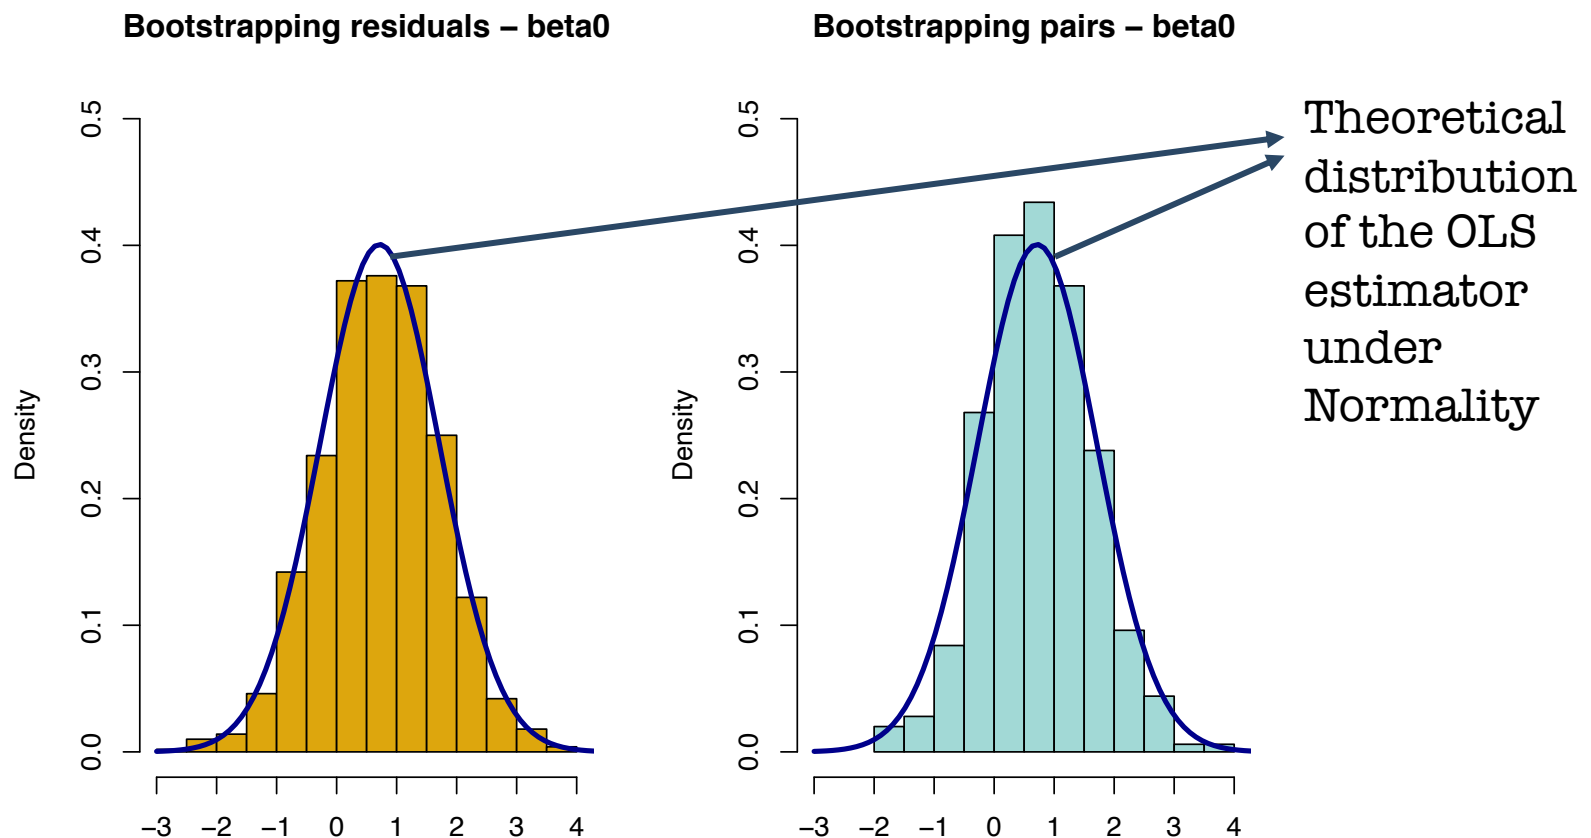 Bootstrapping residuals – beta0
Bootstrapping pairs – beta0
Density
0.0 0.1 0.2 0.3 0.4 0.5
−3 −2 −1 0 1 2 3 4
Density
0.0 0.1 0.2 0.3 0.4 0.5
−3 −2 −1 0 1 2 3 4
Theoretical
distribution
of the OLS
estimator
under
Normality